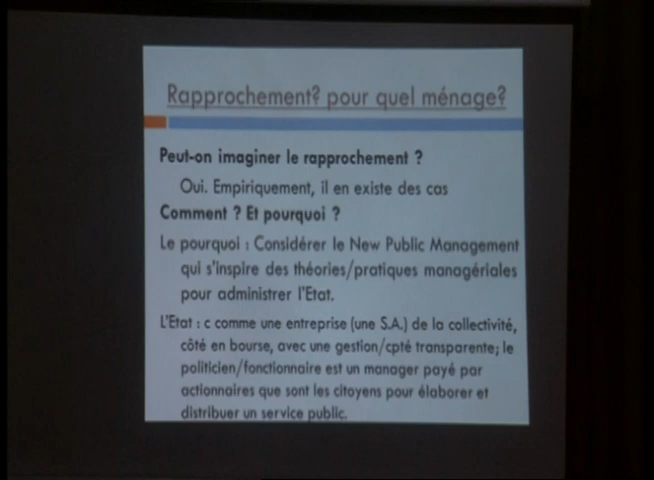 Rapprochement? pour quel ménage?
Peut-on imaginer le rapprochement ?
Oui. Empiriquement, il en existe des cas
Comment ? Et pourquoi ?
Le pourquoi : Considérer le New Public Management
qui s'inspire des théories/pratiques managériales
pour administrer l'Etat.
L'Etat : c comme une entreprise (une S.A.) de la collectivité,
côté en bourse, avec une gestion/cpté transparente; le
politicien/fonctionnaire est un manager payé par
actionnaires que sont les citoyens pour élaborer et
distribuer un service public.